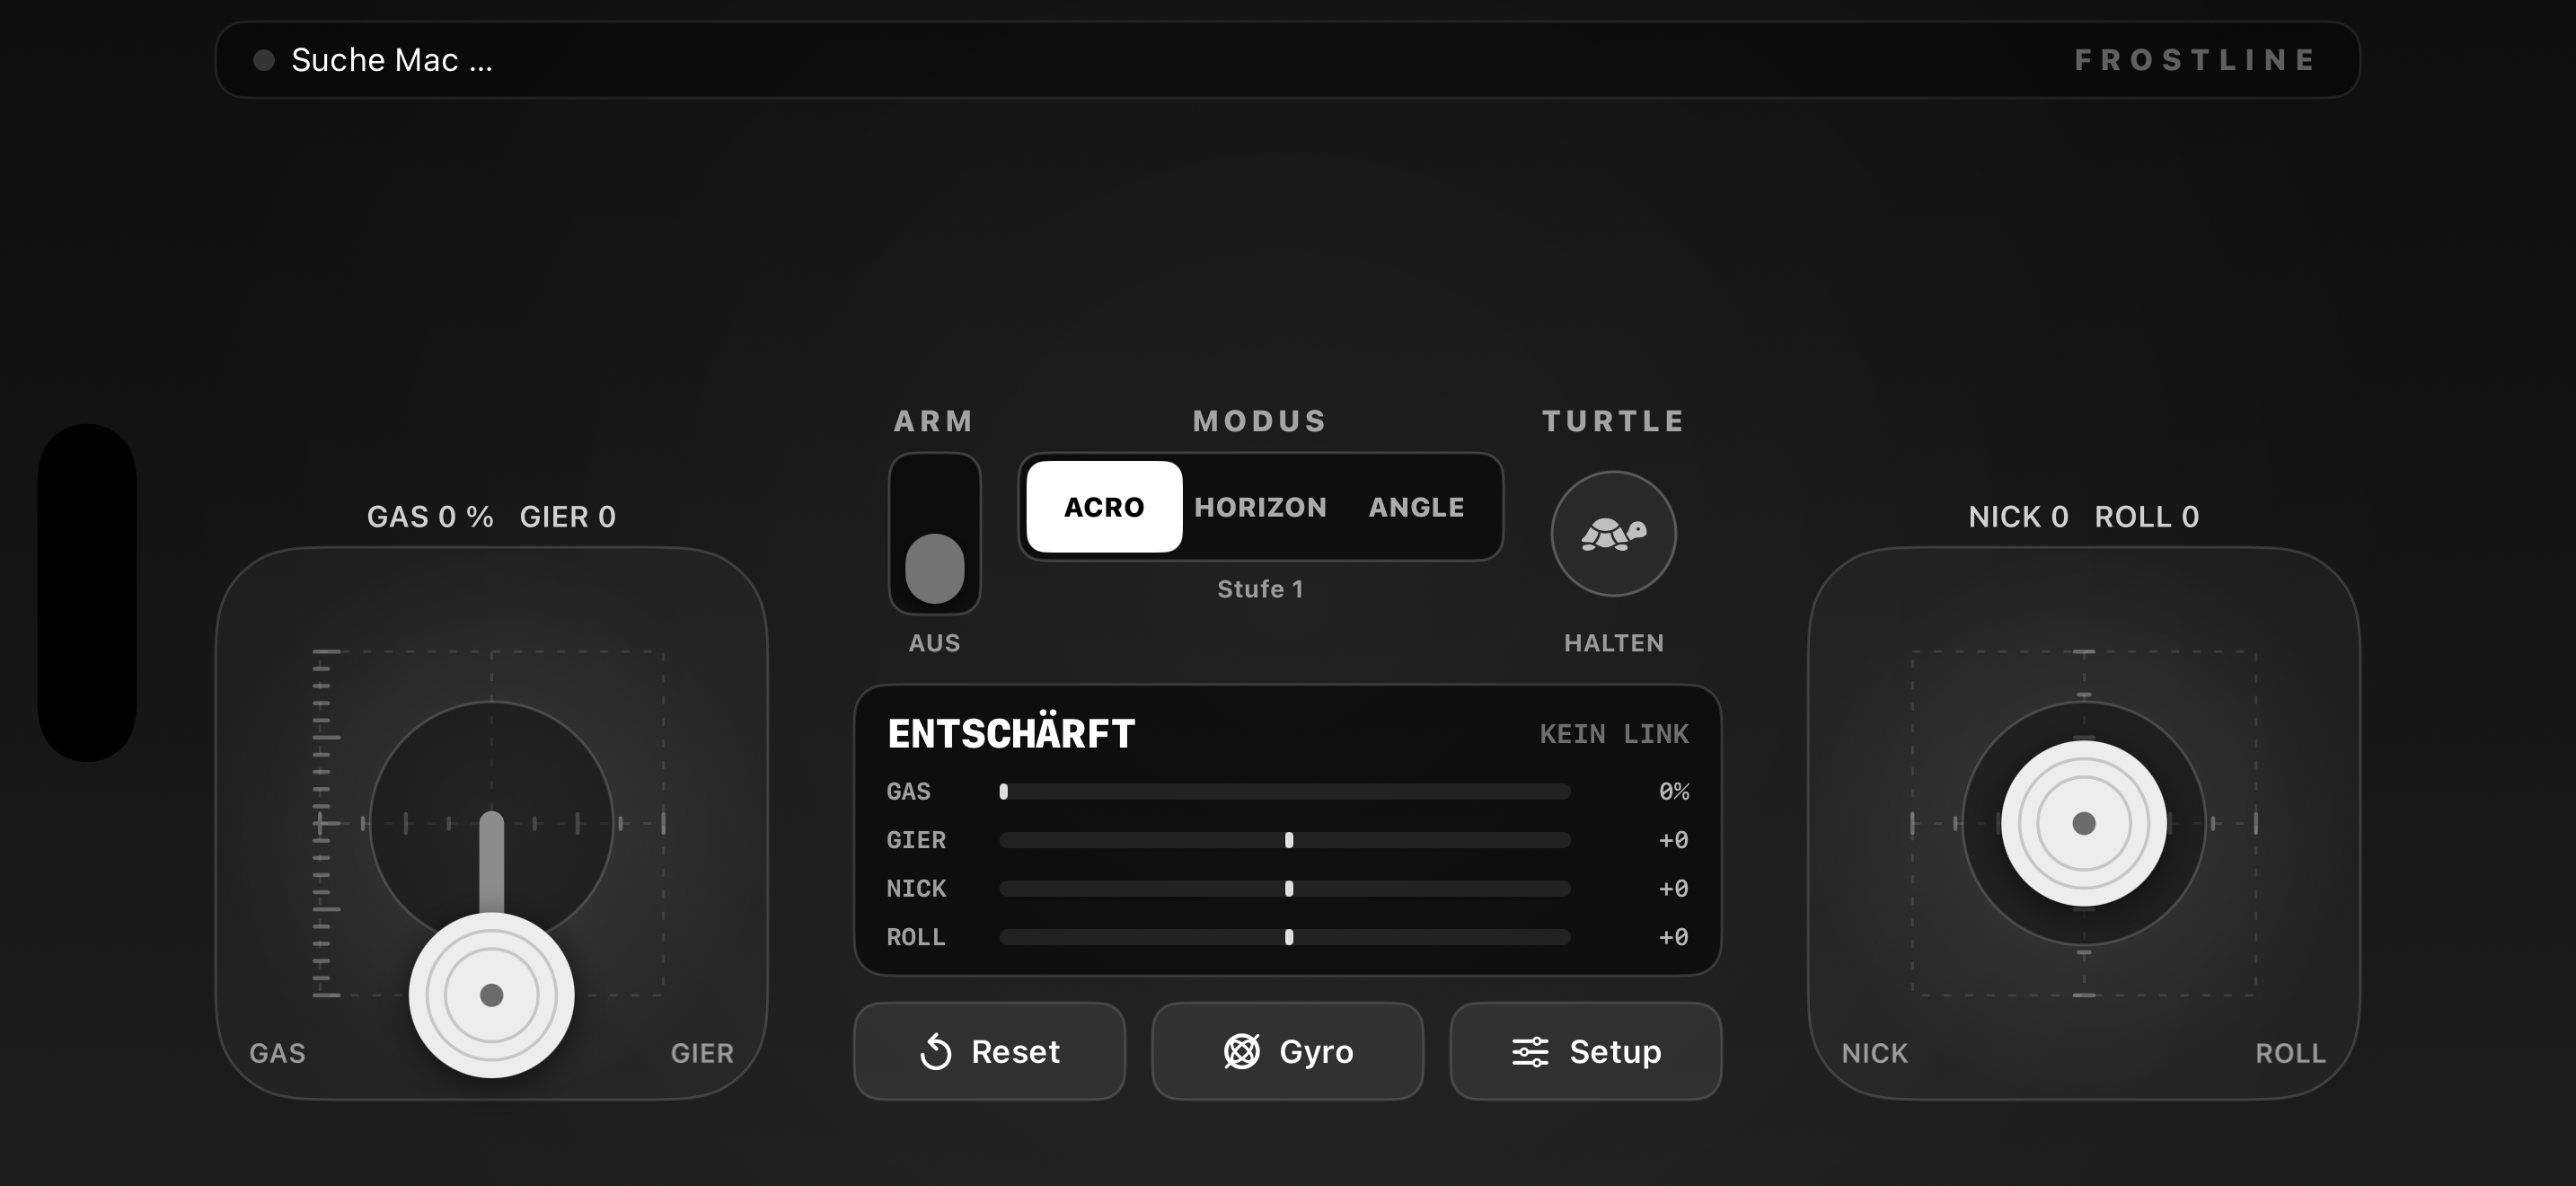 Suche Mac ...
FROSTLINE
ARM
MODUS
TURTLE
ACRO HORIZON ANGLE
Stufe 1
AUS
HALTEN
GAS 0 % GIER 0
GAS
GIER
ENTSCHÄRFT
KEIN LINK
GAS 0%
GIER +0
NICK +0
ROLL +0
Reset
Gyro
Setup
NICK 0 ROLL 0
NICK
ROLL